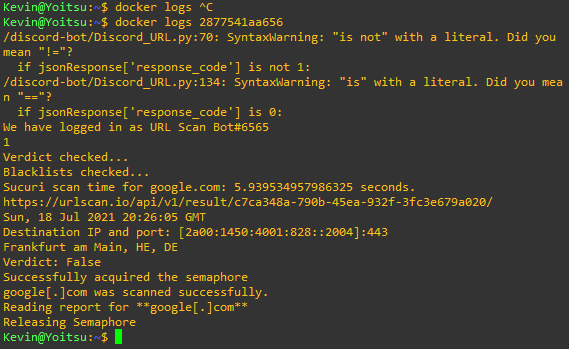 Kevin@Yoitsu:~$ docker logs ^C
Kevin@Yoitsu:~$ docker logs 2877541aa656
/discord-bot/Discord_URL.py:70: SyntaxWarning: "is not" with a literal. Did you
mean "!="?
  if jsonResponse['response_code'] is not 1:
/discord-bot/Discord_URL.py:134: SyntaxWarning: "is" with a literal. Did you mea
n "=="?
  if jsonResponse['response_code'] is 0:
We have logged in as URL Scan Bot#6565
1
Verdict checked...
Blacklists checked...
Sucuri scan time for google.com: 5.939534957986325 seconds.
https://urlscan.io/api/v1/result/c7ca348a-790b-45ea-932f-3fc3e679a020/
Sun, 18 Jul 2021 20:26:05 GMT
Destination IP and port: [2a00:1450:4001:828::2004]:443
Frankfurt am Main, HE, DE
Verdict: False
Successfully acquired the semaphore
google[.]com was scanned successfully.
Reading report for **google[.]com**
Releasing Semaphore
Kevin@Yoitsu:~$